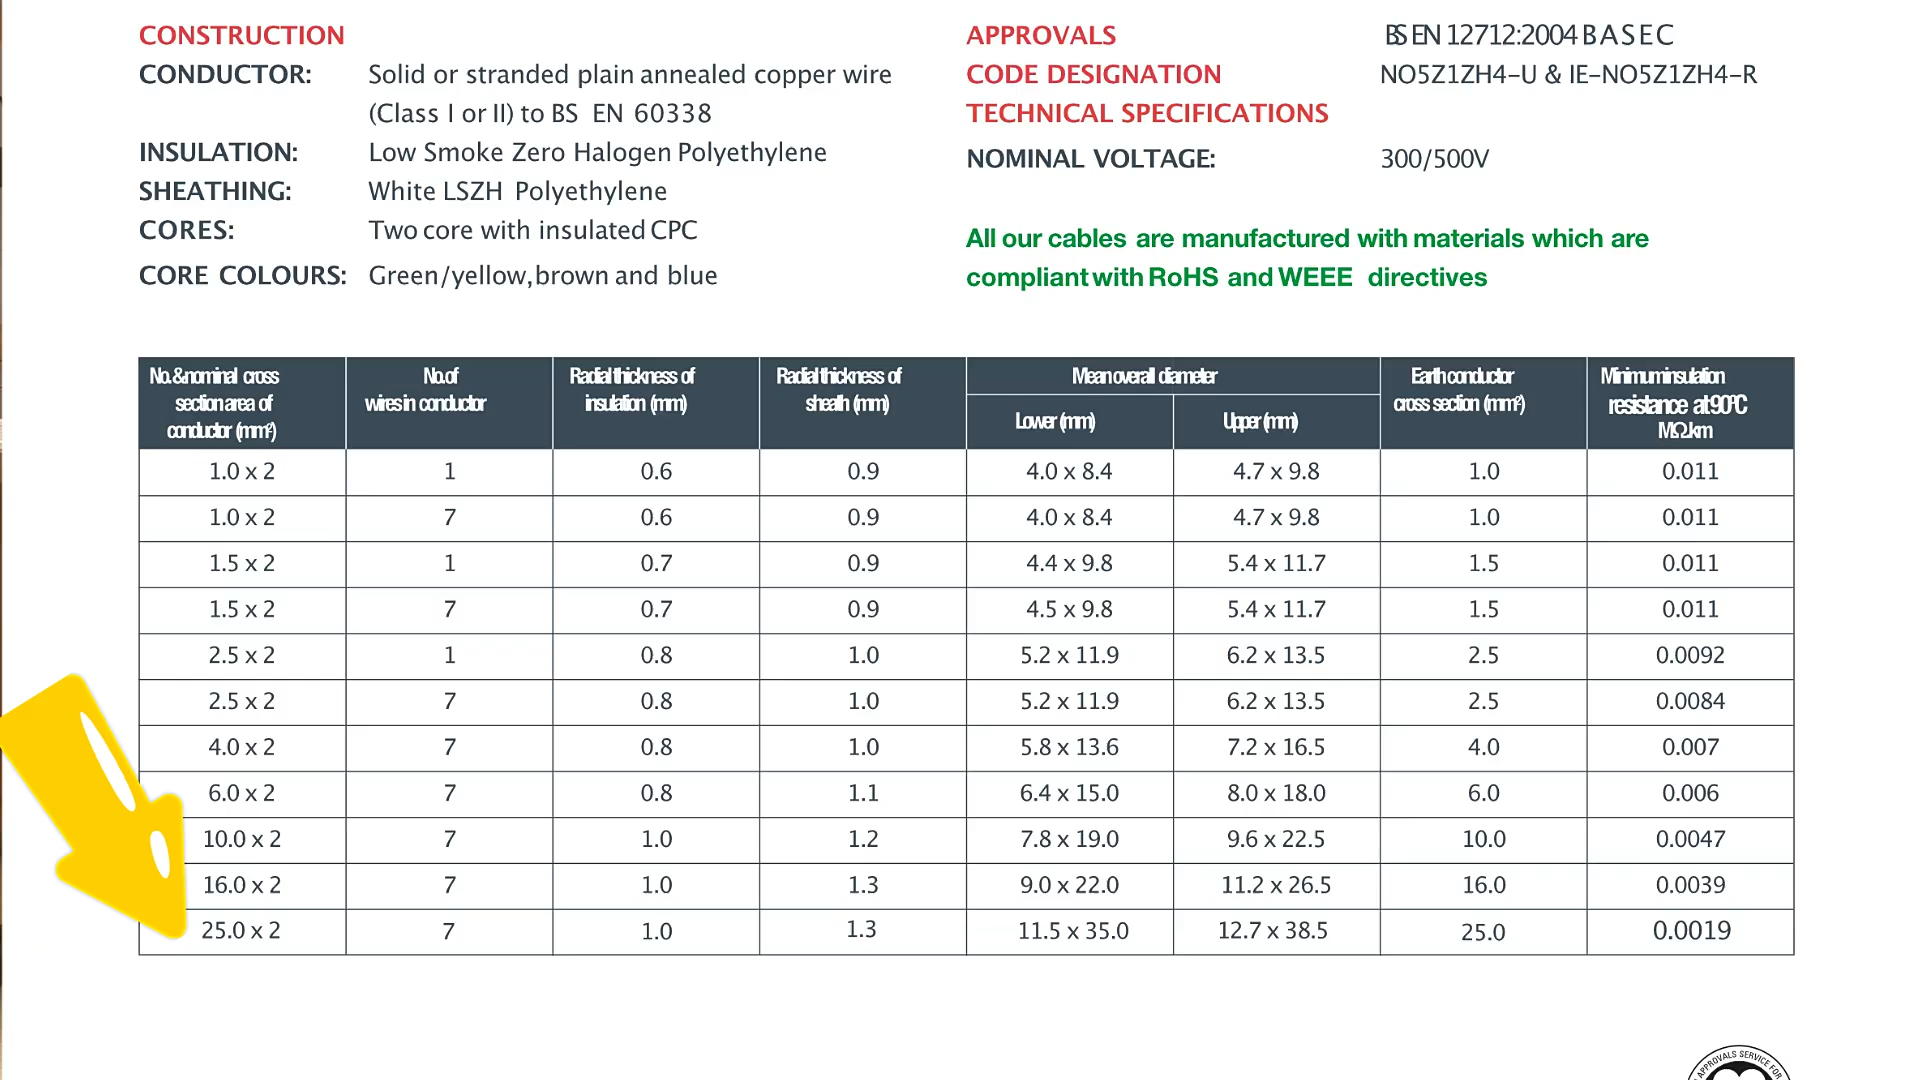 CONSTRUCTION
CONDUCTOR: Solid or stranded plain annealed copper wire
(Class I or II) to BS EN 60338
INSULATION: Low Smoke Zero Halogen Polyethylene
SHEATHING: White LSZH Polyethylene
CORES: Two core with insulated CPC
CORE COLOURS: Green/yellow, brown and blue
APPROVALS BS EN 12712:2004 BASEC
CODE DESIGNATION NO5Z1ZH4-U & IE-NO5Z1ZH4-R
TECHNICAL SPECIFICATIONS
NOMINAL VOLTAGE: 300/500V
All our cables are manufactured with materials which are
compliant with RoHS and WEEE directives
No. & nominal cross
section area of
conductor (mm²)
No. of
wires in conductor
Radial thickness of
insulation (mm)
Radial thickness of
sheath (mm)
Mean overall diameter
Lower (mm) Upper (mm)
Earth conductor
cross section (mm²)
Minimum insulation
resistance at 90°C
MΩ.km
1.0 x 2 1 0.6 0.9 4.0 x 8.4 4.7 x 9.8 1.0 0.011
1.0 x 2 7 0.6 0.9 4.0 x 8.4 4.7 x 9.8 1.0 0.011
1.5 x 2 1 0.7 0.9 4.4 x 9.8 5.4 x 11.7 1.5 0.011
1.5 x 2 7 0.7 0.9 4.5 x 9.8 5.4 x 11.7 1.5 0.011
2.5 x 2 1 0.8 1.0 5.2 x 11.9 6.2 x 13.5 2.5 0.0092
2.5 x 2 7 0.8 1.0 5.2 x 11.9 6.2 x 13.5 2.5 0.0084
4.0 x 2 7 0.8 1.0 5.8 x 13.6 7.2 x 16.5 4.0 0.007
6.0 x 2 7 0.8 1.1 6.4 x 15.0 8.0 x 18.0 6.0 0.006
10.0 x 2 7 1.0 1.2 7.8 x 19.0 9.6 x 22.5 10.0 0.0047
16.0 x 2 7 1.0 1.3 9.0 x 22.0 11.2 x 26.5 16.0 0.0039
25.0 x 2 7 1.0 1.3 11.5 x 35.0 12.7 x 38.5 25.0 0.0019
APPROVALS SERVICE FOR